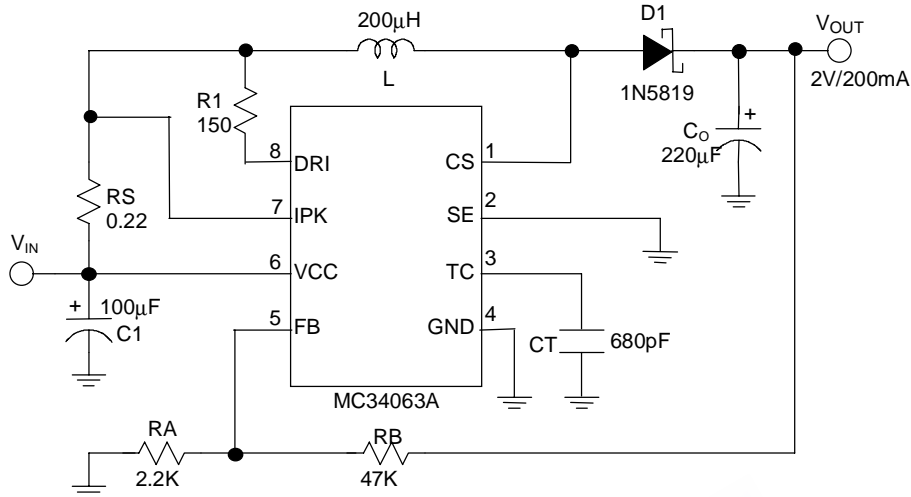 200μH
L
D1
1N5819
VOUT
2V/200mA
R1
150
CO
220μF
+
8 DRI
CS 1
RS
0.22
7 IPK
SE 2
VIN
6 VCC
TC 3
+
100μF
C1
5 FB
GND 4
CT
680pF
MC34063A
RA
2.2K
RB
47K